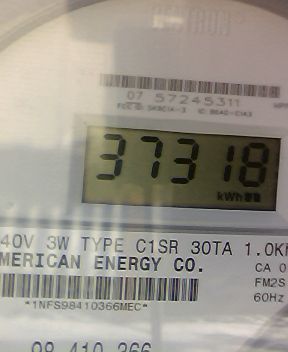 CENTRON
07 57245311
37318
kWh
40V 3W TYPE C1SR 30TA 1.0K
MERICAN ENERGY CO.
CA 0
FM2S
60Hz
*1NFS98410366MEC*
98 410 366